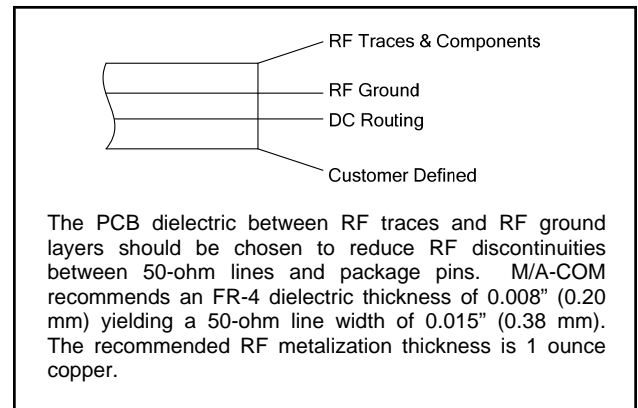 RF Traces & Components
RF Ground
DC Routing
Customer Defined
The PCB dielectric between RF traces and RF ground
layers should be chosen to reduce RF discontinuities
between 50-ohm lines and package pins. M/A-COM
recommends an FR-4 dielectric thickness of 0.008” (0.20
mm) yielding a 50-ohm line width of 0.015” (0.38 mm).
The recommended RF metalization thickness is 1 ounce
copper.